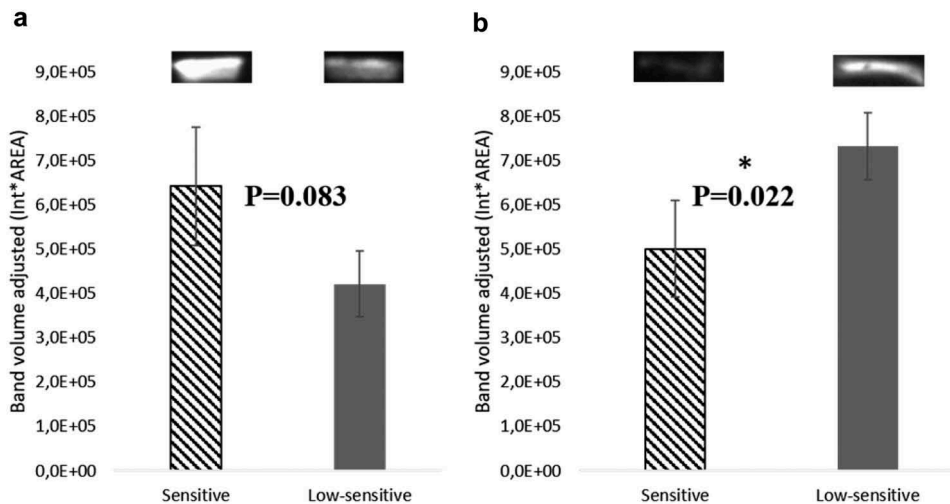 a
Band volume adjusted (Int*AREA)
9,0E+05
8,0E+05
7,0E+05
6,0E+05
5,0E+05
4,0E+05
3,0E+05
2,0E+05
1,0E+05
0,0E+00
P=0.083
Sensitive
Low-sensitive
b
Band volume adjusted (Int*AREA)
9,0E+05
8,0E+05
7,0E+05
6,0E+05
5,0E+05
4,0E+05
3,0E+05
2,0E+05
1,0E+05
0,0E+00
*
P=0.022
Sensitive
Low-sensitive